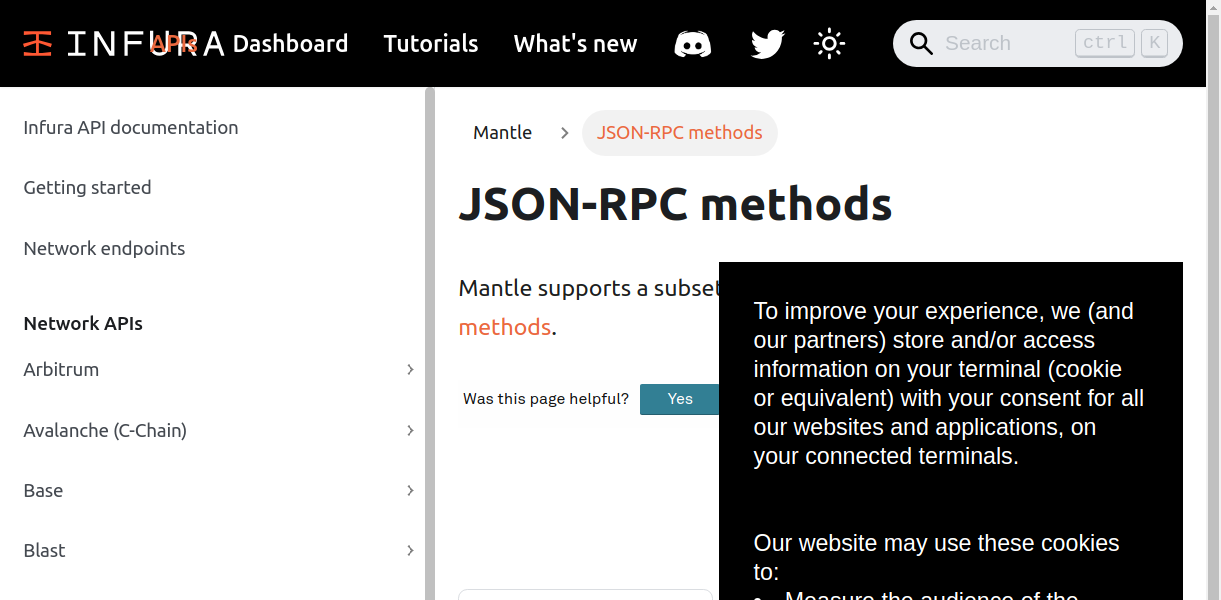 INFURA APIs Dashboard Tutorials What's new Search ctrl K
Infura API documentation
Getting started
Network endpoints
Network APIs
Arbitrum
Avalanche (C-Chain)
Base
Blast
Mantle > JSON-RPC methods
JSON-RPC methods
Mantle supports a subset
methods.
Was this page helpful? Yes
To improve your experience, we (and
our partners) store and/or access
information on your terminal (cookie
or equivalent) with your consent for all
our websites and applications, on
your connected terminals.
Our website may use these cookies
to:
• Measure the audience of the